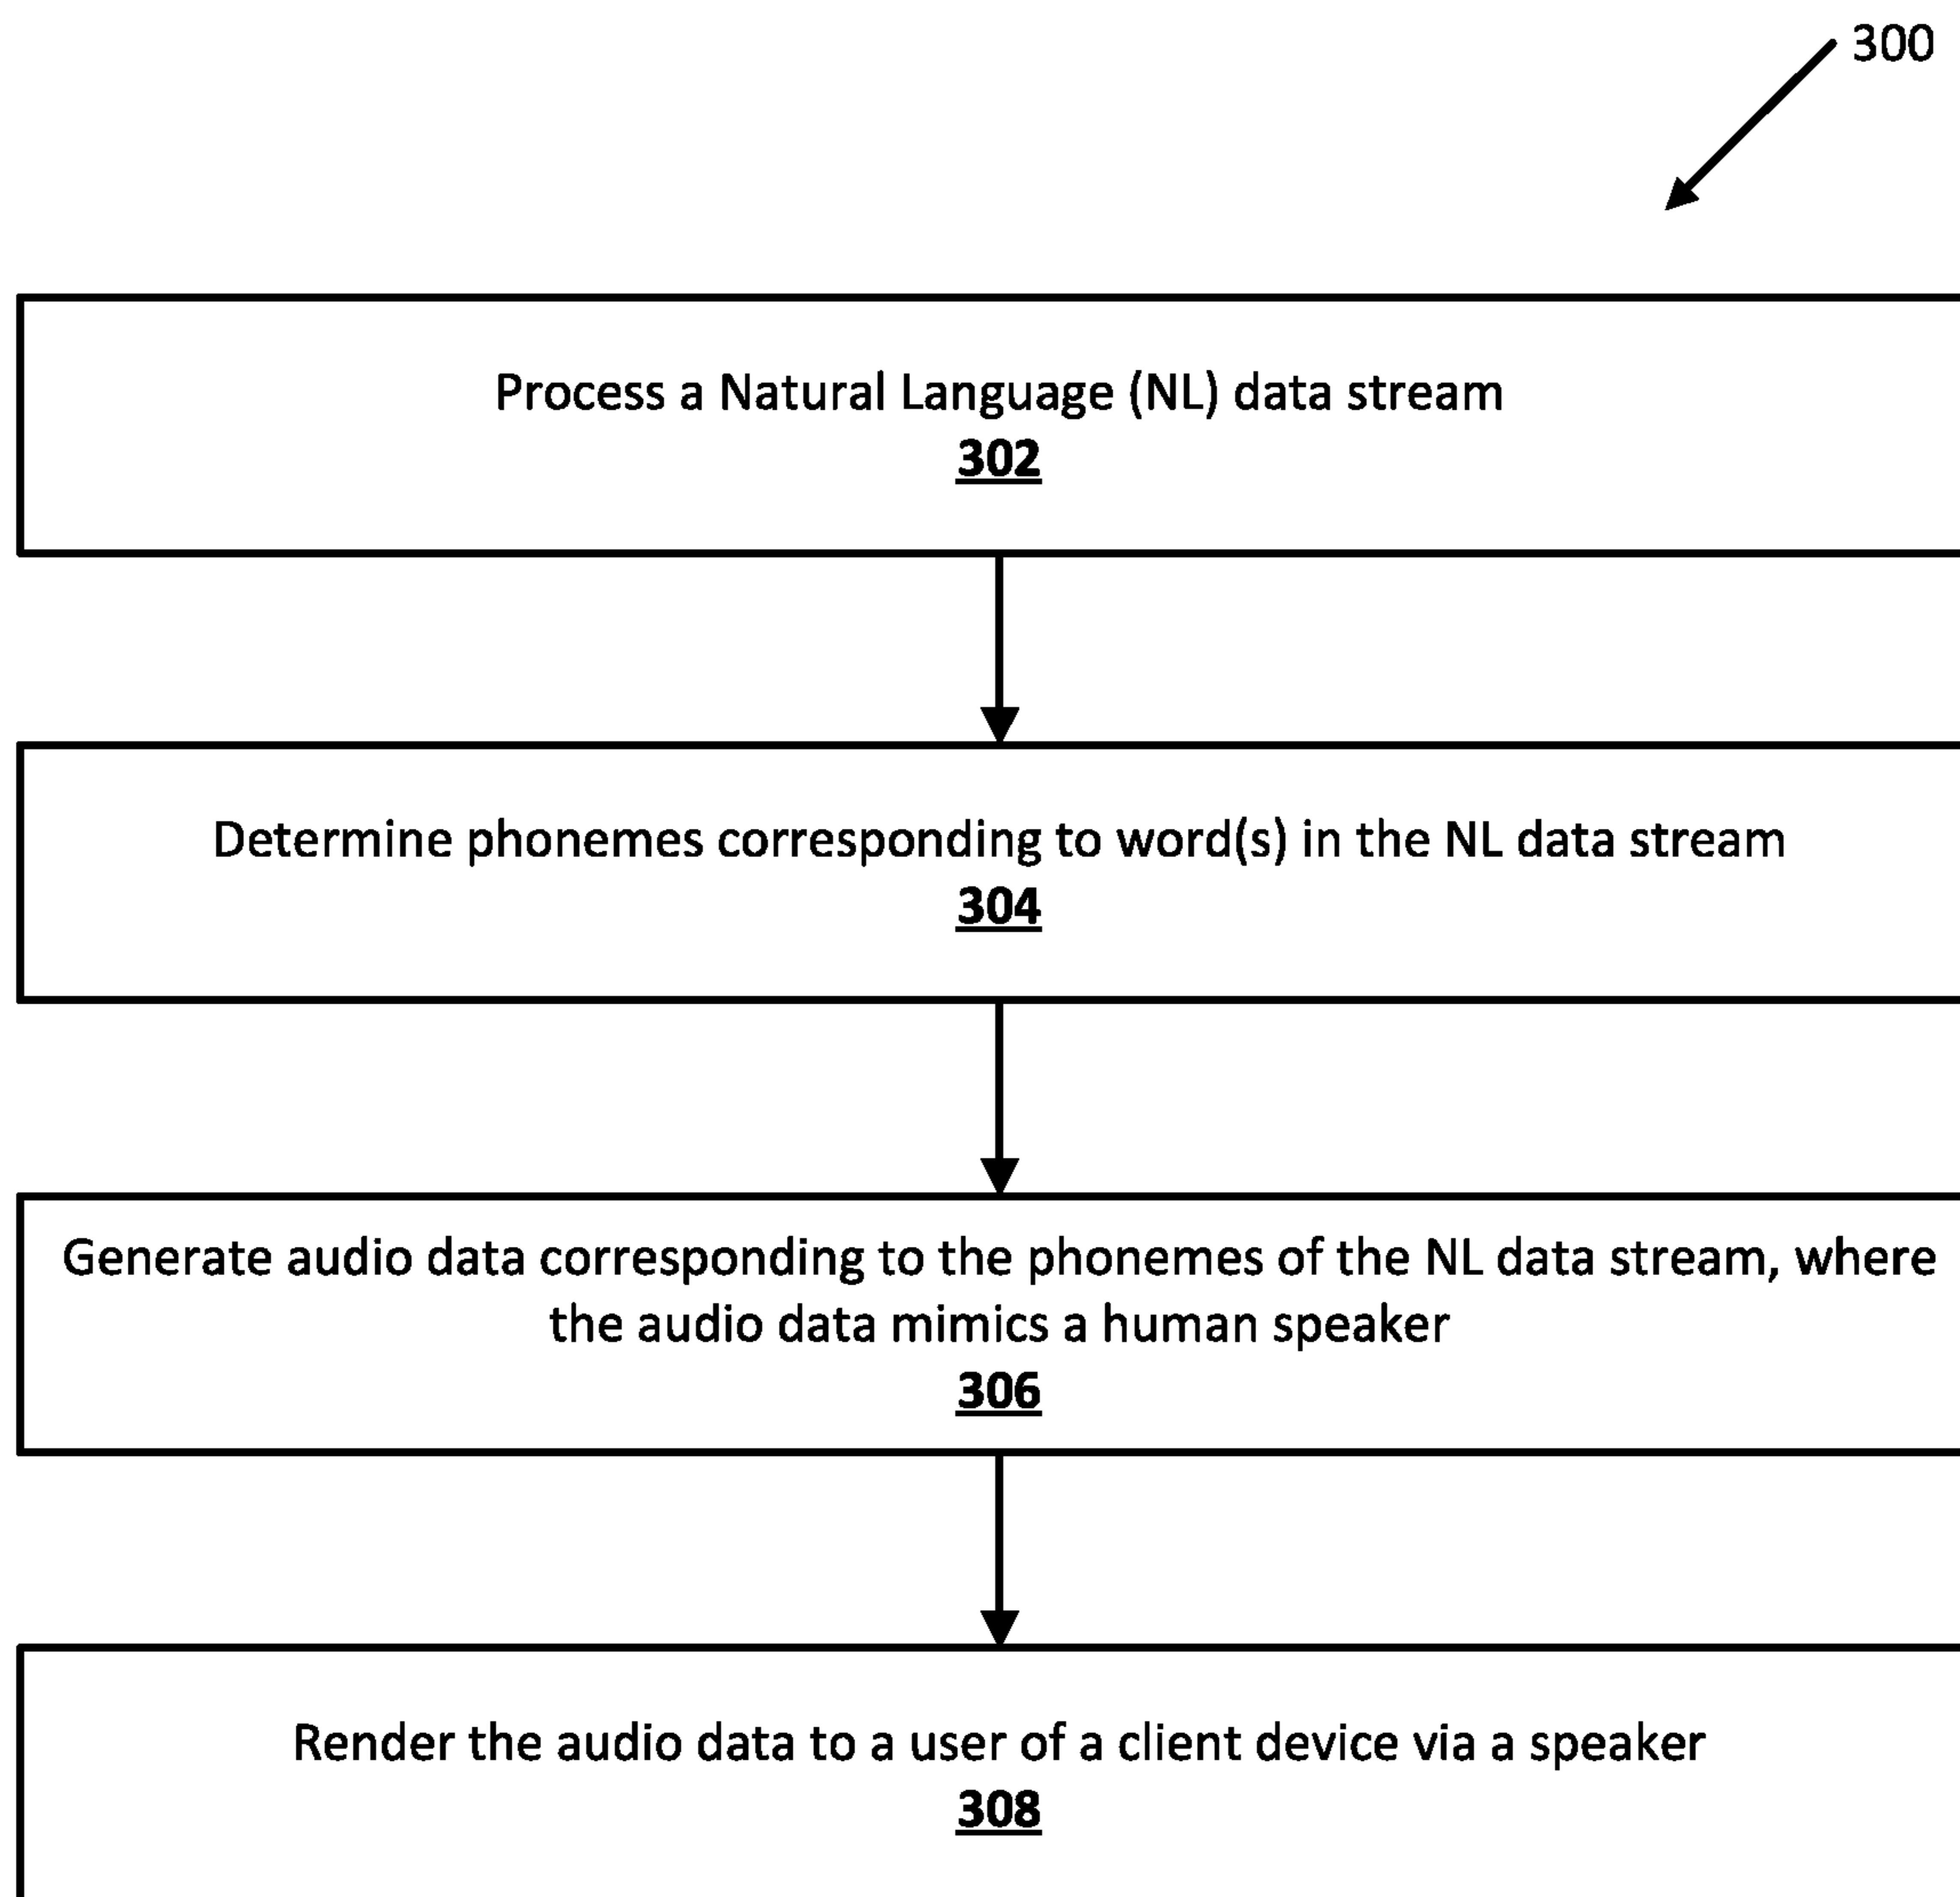 300
Process a Natural Language (NL) data stream
302
Determine phonemes corresponding to word(s) in the NL data stream
304
Generate audio data corresponding to the phonemes of the NL data stream, where
the audio data mimics a human speaker
306
Render the audio data to a user of a client device via a speaker
308